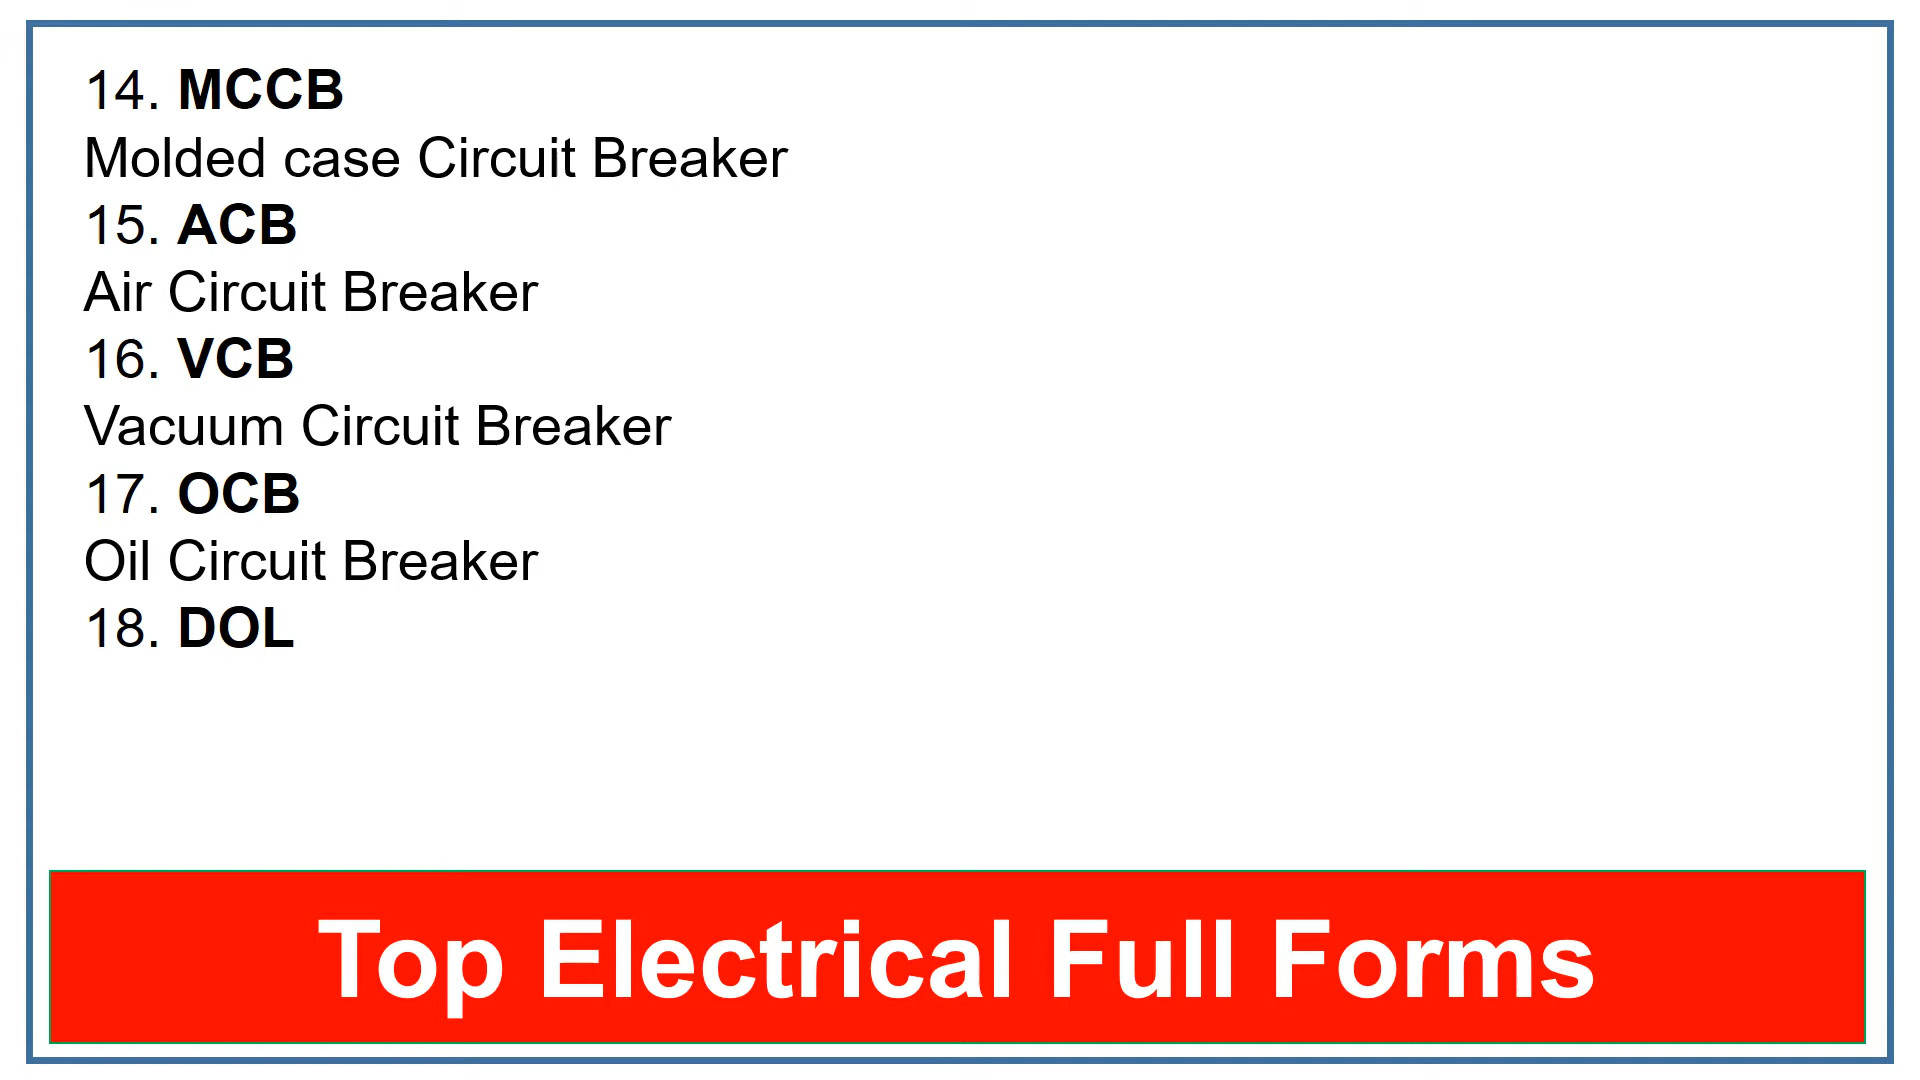 14. MCCB
Molded case Circuit Breaker
15. ACB
Air Circuit Breaker
16. VCB
Vacuum Circuit Breaker
17. OCB
Oil Circuit Breaker
18. DOL
Top Electrical Full Forms